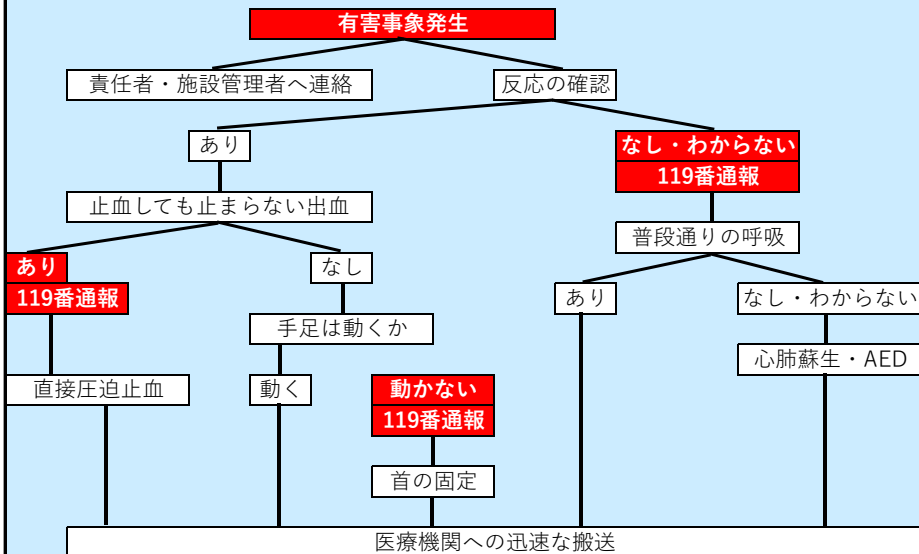 有害事象発生
責任者・施設管理者へ連絡
反応の確認
あり
なし・わからない
119番通報
止血しても止まらない出血
普段通りの呼吸
あり
119番通報
なし
あり
なし・わからない
手足は動くか
心肺蘇生・AED
直接圧迫止血
動く
動かない
119番通報
首の固定
医療機関への迅速な搬送